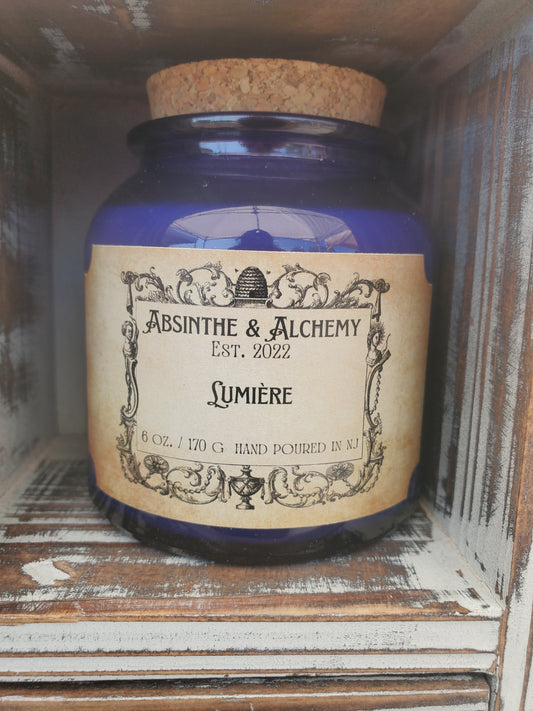 Absinthe & Alchemy
Est. 2022
Lumière
6 oz. / 170 g hand poured in NJ